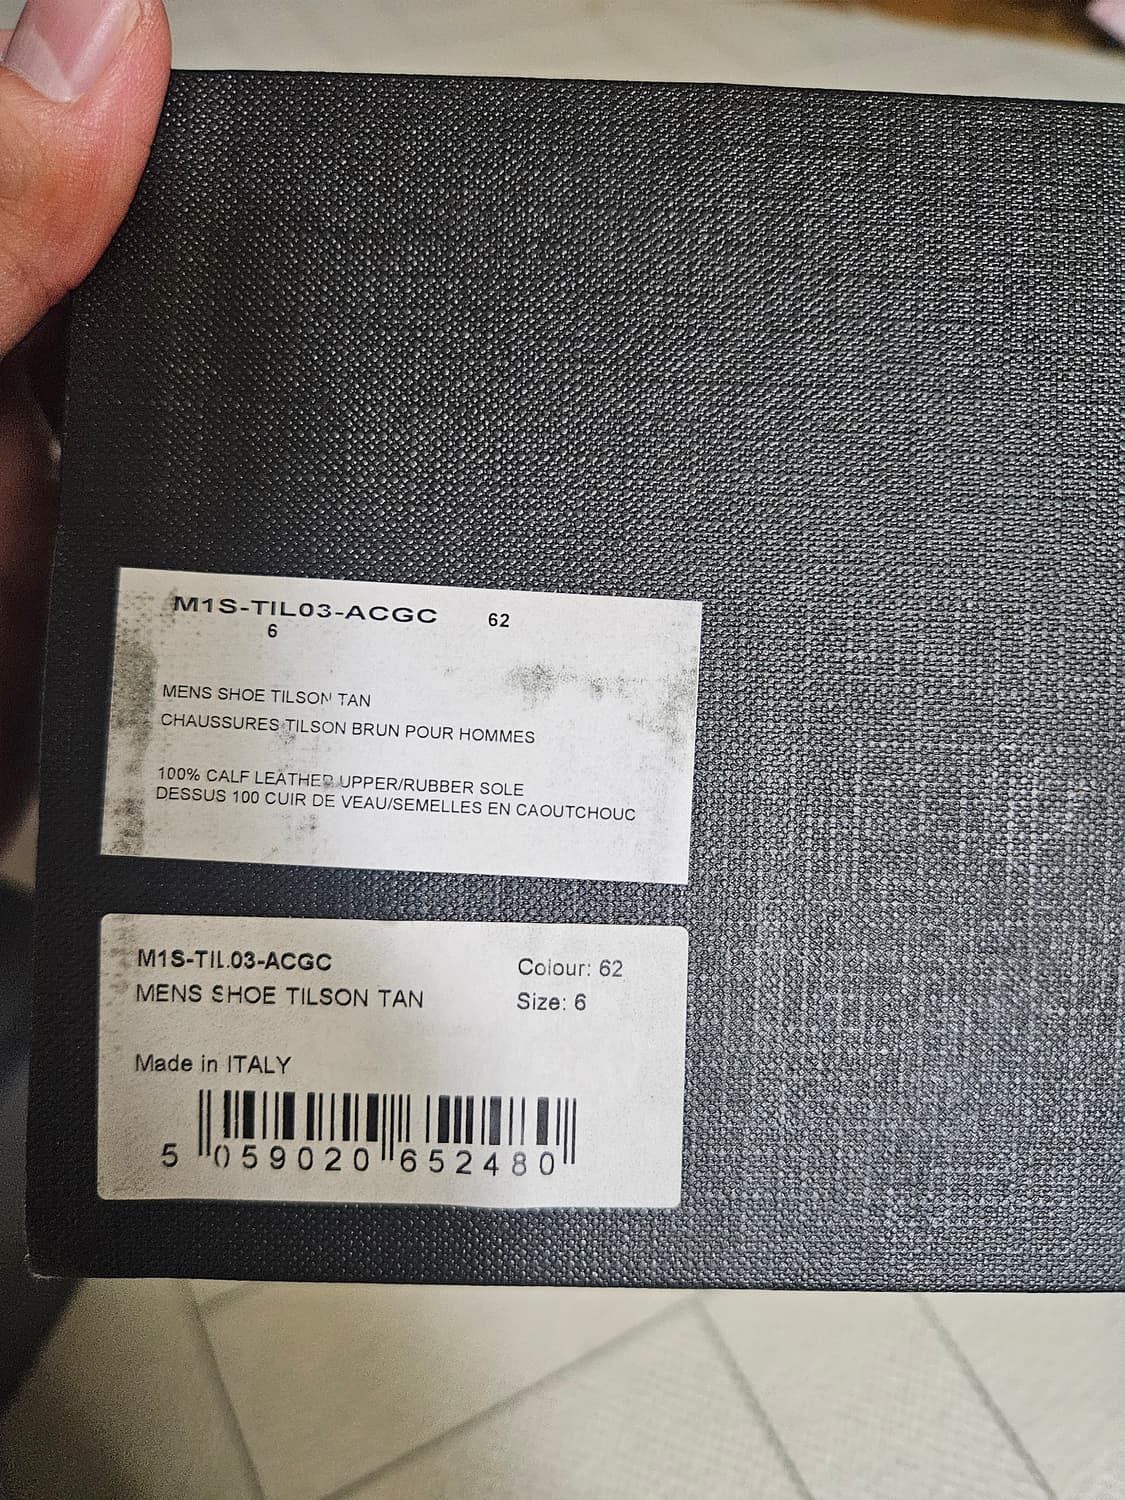 M1S-TIL03-ACGC 62
6
MENS SHOE TILSON TAN
CHAUSSURES TILSON BRUN POUR HOMMES
100% CALF LEATHER UPPER/RUBBER SOLE
DESSUS 100 CUIR DE VEAU/SEMELLES EN CAOUTCHOUC
M1S-TIL03-ACGC Colour: 62
MENS SHOE TILSON TAN Size: 6
Made in ITALY
5 059020 652480